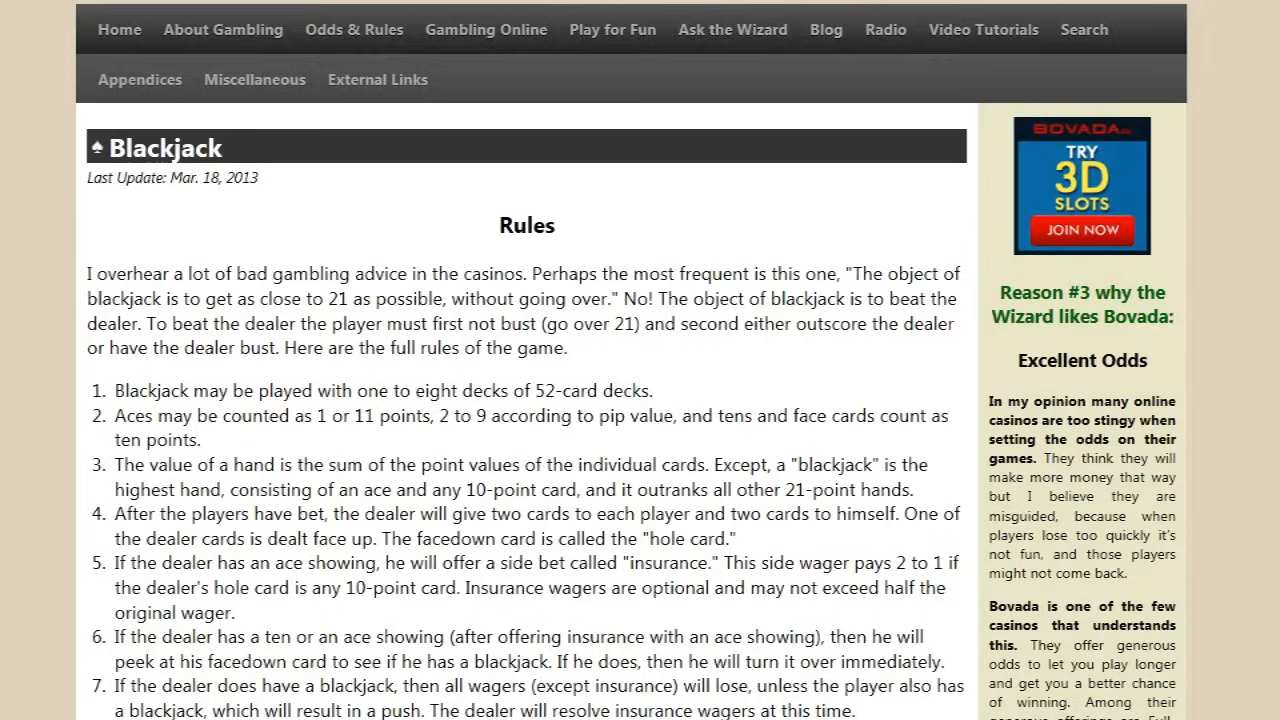 Home About Gambling Odds & Rules Gambling Online Play for Fun Ask the Wizard Blog Radio Video Tutorials Search
Appendices Miscellaneous External Links
♠ Blackjack
Last Update: Mar. 18, 2013
Rules
I overhear a lot of bad gambling advice in the casinos. Perhaps the most frequent is this one, "The object of
blackjack is to get as close to 21 as possible, without going over." No! The object of blackjack is to beat the
dealer. To beat the dealer the player must first not bust (go over 21) and second either outscore the dealer
or have the dealer bust. Here are the full rules of the game.
1. Blackjack may be played with one to eight decks of 52-card decks.
2. Aces may be counted as 1 or 11 points, 2 to 9 according to pip value, and tens and face cards count as
ten points.
3. The value of a hand is the sum of the point values of the individual cards. Except, a "blackjack" is the
highest hand, consisting of an ace and any 10-point card, and it outranks all other 21-point hands.
4. After the players have bet, the dealer will give two cards to each player and two cards to himself. One of
the dealer cards is dealt face up. The facedown card is called the "hole card."
5. If the dealer has an ace showing, he will offer a side bet called "insurance." This side wager pays 2 to 1 if
the dealer's hole card is any 10-point card. Insurance wagers are optional and may not exceed half the
original wager.
6. If the dealer has a ten or an ace showing (after offering insurance with an ace showing), then he will
peek at his facedown card to see if he has a blackjack. If he does, then he will turn it over immediately.
7. If the dealer does have a blackjack, then all wagers (except insurance) will lose, unless the player also has
a blackjack, which will result in a push. The dealer will resolve insurance wagers at this time.
BOVADA
TRY
3D
SLOTS
JOIN NOW
Reason #3 why the
Wizard likes Bovada:
Excellent Odds
In my opinion many online
casinos are too stingy when
setting the odds on their
games. They think they will
make more money that way
but I believe they are
misguided, because when
players lose too quickly it's
not fun, and those players
might not come back.
Bovada is one of the few
casinos that understands
this. They offer generous
odds to let you play longer
and get you a better chance
of winning. Among their